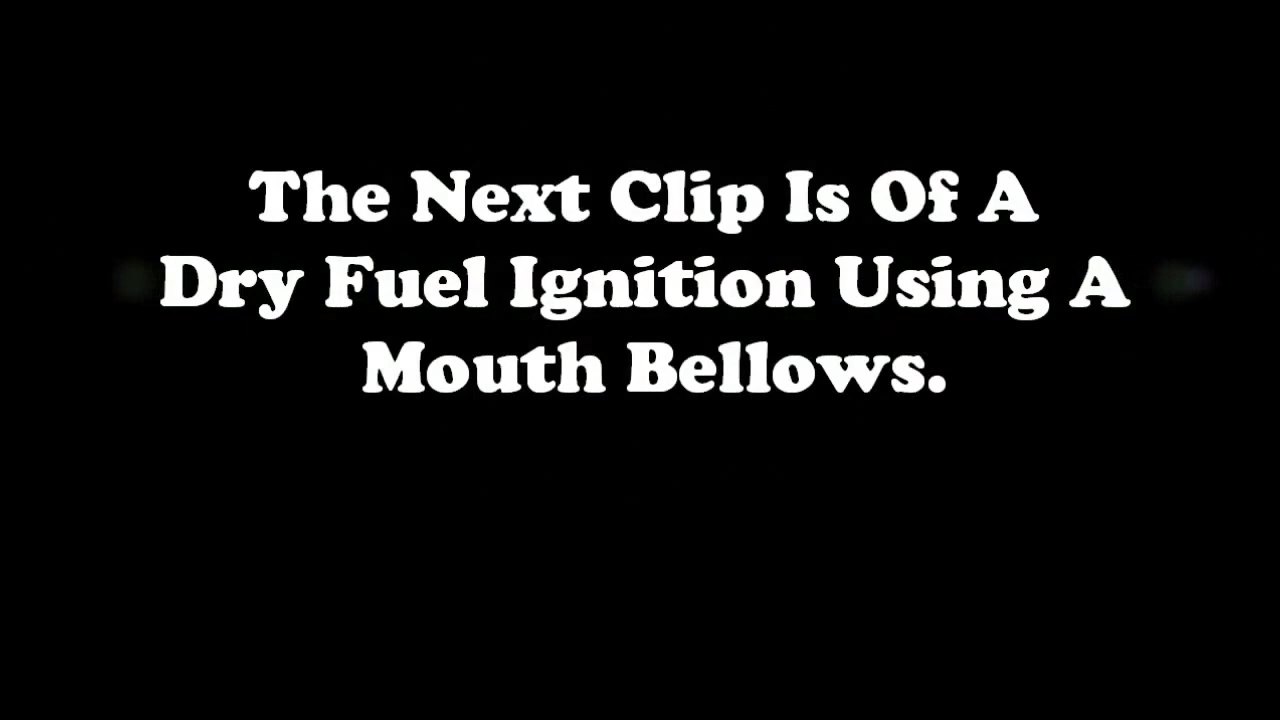 The Next Clip Is Of A
Dry Fuel Ignition Using A
Mouth Bellows.